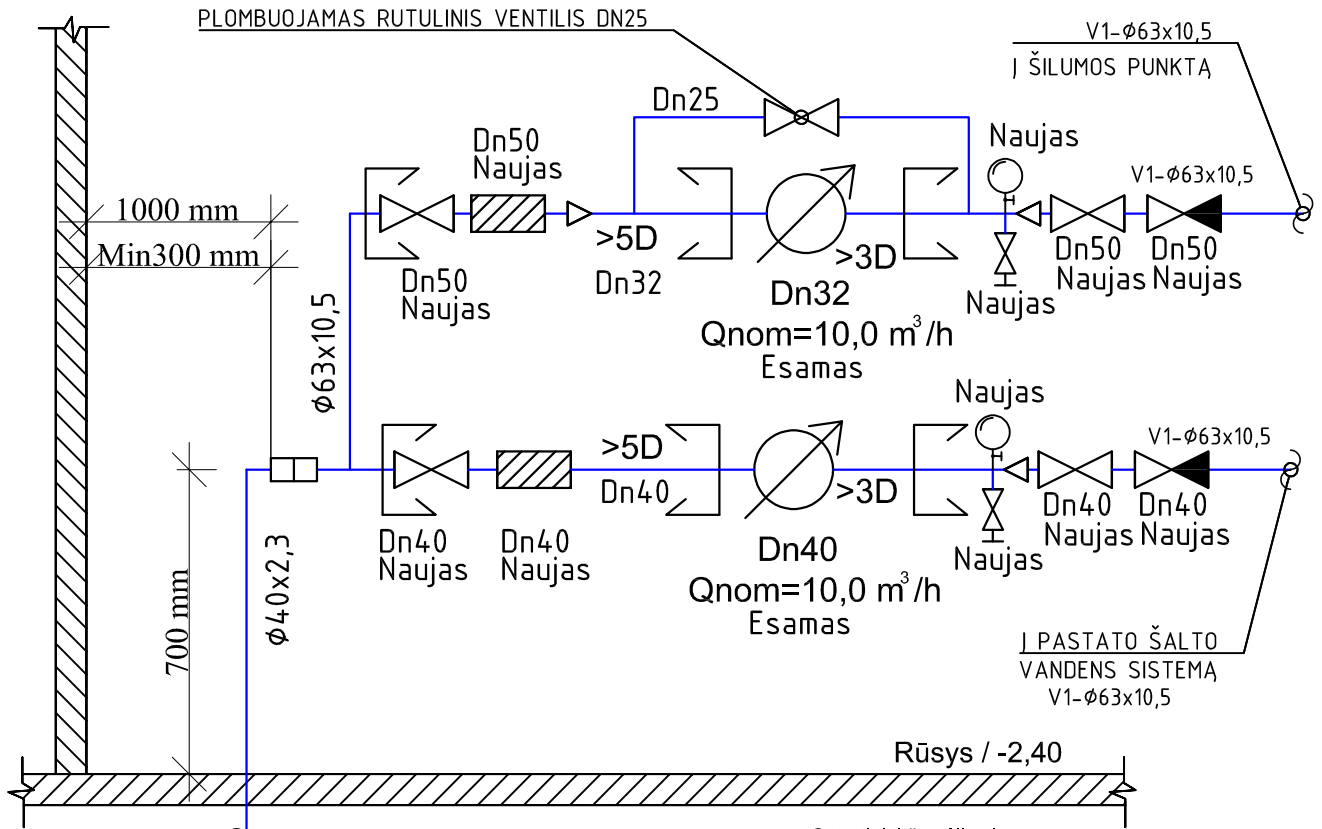 PLOMBUOJAMAS RUTULINIS VENTILIS DN25
V1-Φ63x10,5
Į ŠILUMOS PUNKTĄ
Dn25
Dn50
Naujas
Naujas
V1-Φ63x10,5
1000 mm
Min300 mm
>5D
Dn32
>3D
Dn50
Naujas
Dn50
Naujas
Dn50
Naujas
Naujas
Dn32
Qnom=10,0 m³/h
Esamas
Φ63x10,5
Naujas
V1-Φ63x10,5
>5D
Dn40
>3D
Dn40
Naujas
Dn40
Naujas
Dn40
Naujas
Dn40
Naujas
Naujas
Dn40
Qnom=10,0 m³/h
Esamas
Φ40x2,3
700 mm
Į PASTATO ŠALTO
VANDENS SISTEMĄ
V1-Φ63x10,5
Rūsys / -2,40